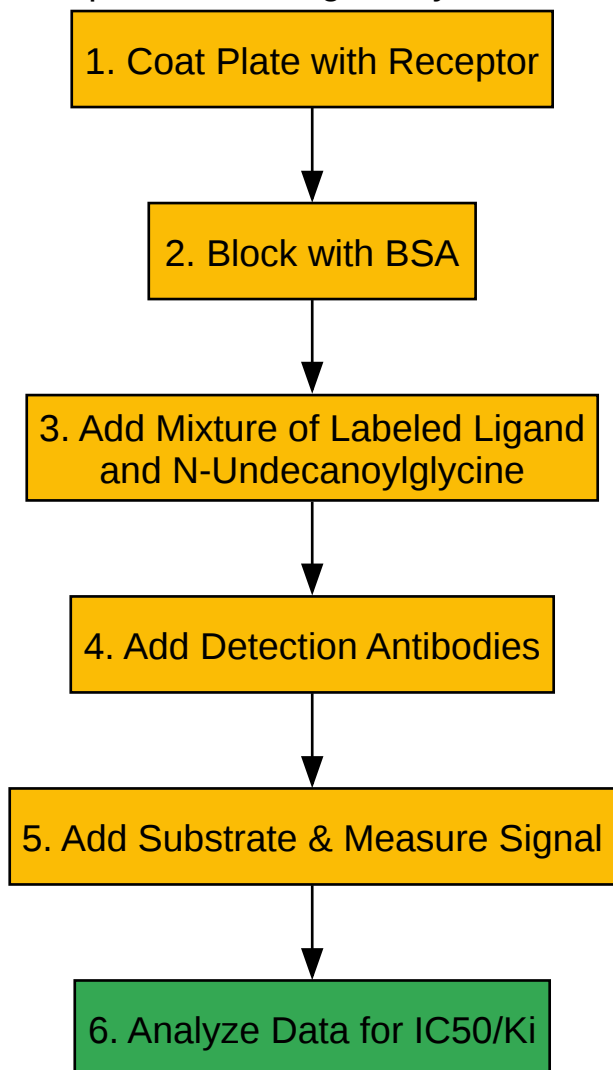 1. Coat Plate with Receptor
2. Block with BSA
3. Add Mixture of Labeled Ligand
and N-Undecanoylglycine
4. Add Detection Antibodies
5. Add Substrate & Measure Signal
6. Analyze Data for IC50/Ki